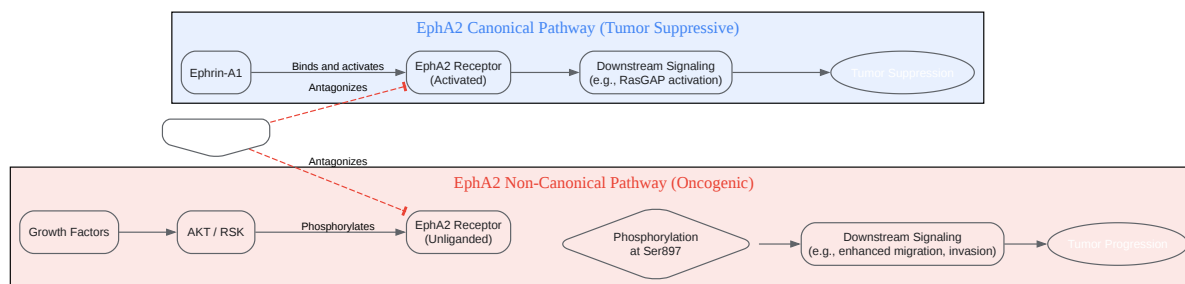 EphA2 Canonical Pathway (Tumor Suppressive)
Ephrin-A1
Binds and activates
EphA2 Receptor
(Activated)
Downstream Signaling
(e.g., RasGAP activation)
Tumor Suppression
Antagonizes
Antagonizes
EphA2 Non-Canonical Pathway (Oncogenic)
Growth Factors
AKT / RSK
Phosphorylates
EphA2 Receptor
(Unliganded)
Phosphorylation
at Ser897
Downstream Signaling
(e.g., enhanced migration, invasion)
Tumor Progression